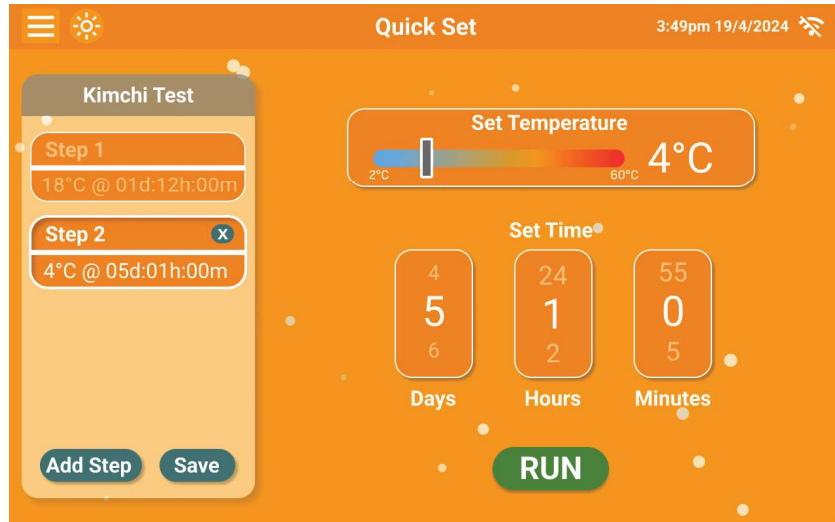 Quick Set
3:49pm 19/4/2024
Kimchi Test
Step 1
18°C @ 01d:12h:00m
Step 2 X
4°C @ 05d:01h:00m
Add Step Save
Set Temperature
2°C 60°C 4°C
Set Time
4 24 55
5 1 0
6 2 5
Days Hours Minutes
RUN